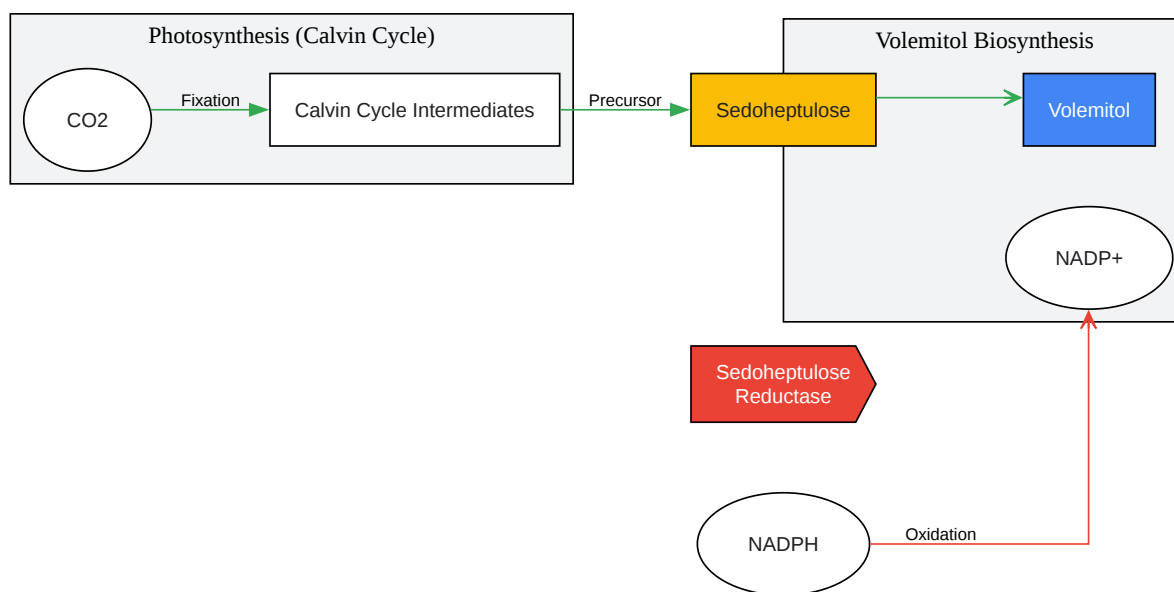 Photosynthesis (Calvin Cycle)
Volemitol Biosynthesis
CO2
Fixation
Calvin Cycle Intermediates
Precursor
Sedoheptulose
Volemitol
NADP+
Sedoheptulose
Reductase
NADPH
Oxidation